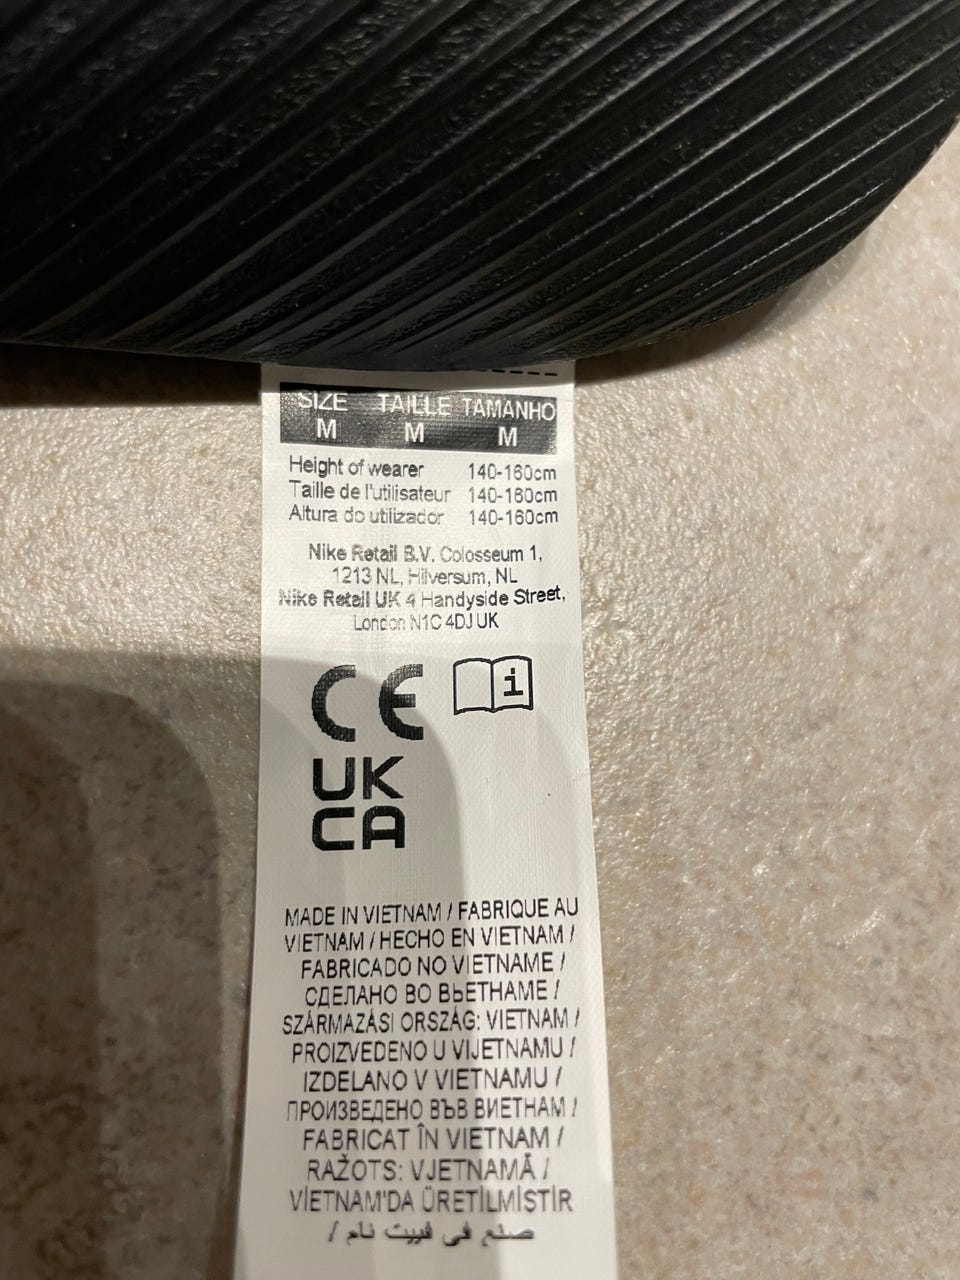 SIZE TAILLE TAMANHO
M M M
Height of wearer 140-160cm
Taille de l'utilisateur 140-160cm
Altura do utilizador 140-160cm
Nike Retail B.V. Colosseum 1,
1213 NL, Hilversum, NL
Nike Retail UK 4 Handyside Street,
London N1C 4DJ UK
CE i
UK
CA
MADE IN VIETNAM / FABRIQUE AU
VIETNAM / HECHO EN VIETNAM /
FABRICADO NO VIETNAME /
СДЕЛАНО ВО ВЬЕТНАМЕ /
SZÁRMAZÁSI ORSZÁG: VIETNAM /
PROIZVEDENO U VIJETNAMU /
IZDELANO V VIETNAMU /
ПРОИЗВЕДЕНО ВЪВ ВИЕТНАМ /
FABRICAT ÎN VIETNAM /
RAŽOTS: VJETNAMĀ /
VİETNAM'DA ÜRETİLMİSTİR
صنع في فييت نام /